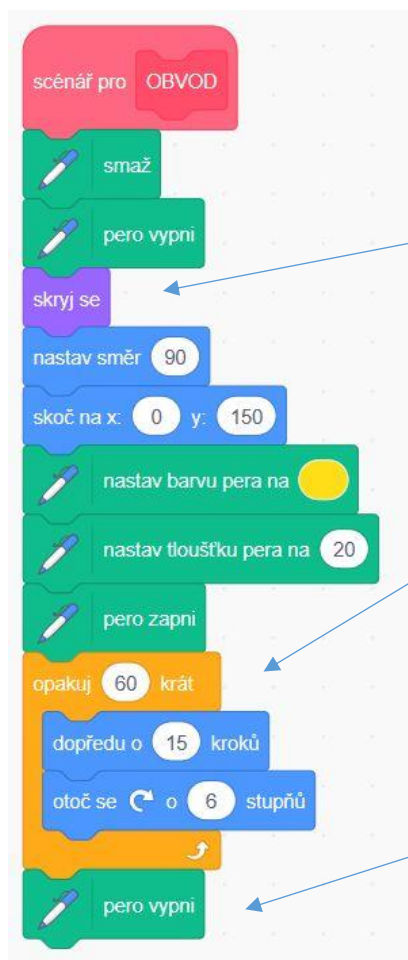 scénář pro OBVOD
smaž
pero vypni
skryj se
nastav směr 90
skoč na x: 0 y: 150
nastav barvu pera na
nastav tloušťku pera na 20
pero zapni
opakuj 60 krát
dopředu o 15 kroků
otoč se o 6 stupňů
pero vypni